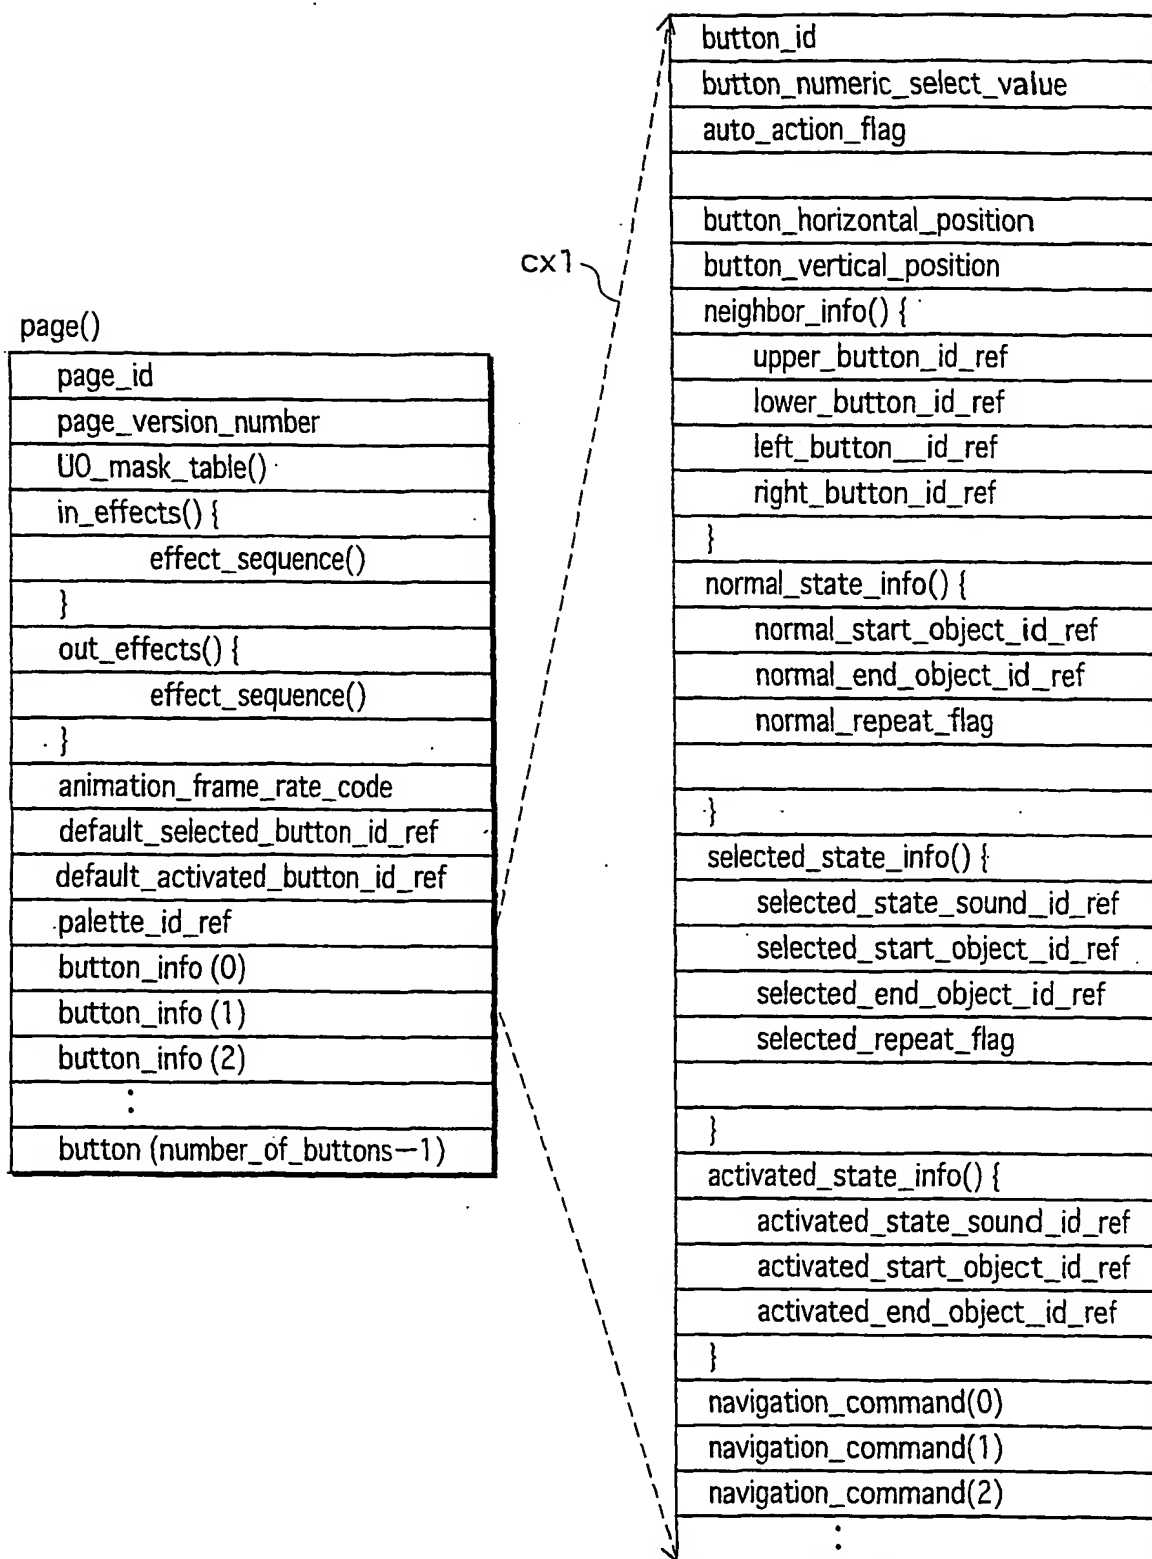 page()
page_id
page_version_number
UO_mask_table()
in_effects() {
effect_sequence()
}
out_effects() {
effect_sequence()
}
animation_frame_rate_code
default_selected_button_id_ref
default_activated_button_id_ref
palette_id_ref
button_info (0)
button_info (1)
button_info (2)
:
button (number_of_buttons-1)
cx1
button_id
button_numeric_select_value
auto_action_flag
button_horizontal_position
button_vertical_position
neighbor_info() {
upper_button_id_ref
lower_button_id_ref
left_button__id_ref
right_button_id_ref
}
normal_state_info() {
normal_start_object_id_ref
normal_end_object_id_ref
normal_repeat_flag
}
selected_state_info() {
selected_state_sound_id_ref
selected_start_object_id_ref
selected_end_object_id_ref
selected_repeat_flag
}
activated_state_info() {
activated_state_sound_id_ref
activated_start_object_id_ref
activated_end_object_id_ref
}
navigation_command(0)
navigation_command(1)
navigation_command(2)
: